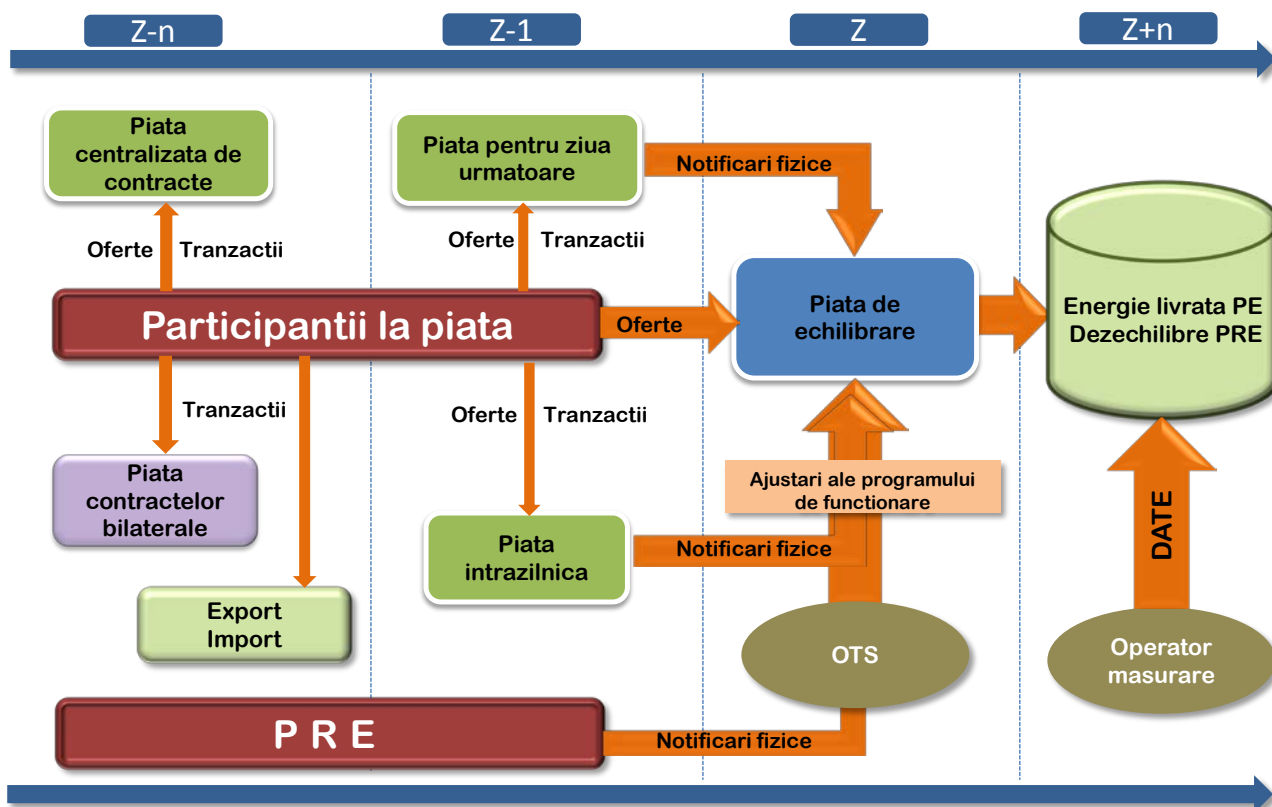 Z-n
Z-1
Z
Z+n
Piata
centralizata de
contracte
Piata pentru ziua
urmatoare
Notificari fizice
Oferte
Tranzactii
Oferte
Tranzactii
Participantii la piata
Oferte
Piata de
echilibrare
Energie livrata PE
Dezechilibre PRE
Tranzactii
Oferte
Tranzactii
Piata
contractelor
bilaterale
Ajustari ale programului
de functionare
Piata
intrazilnica
Notificari fizice
DATE
Export
Import
OTS
Operator
masurare
P R E
Notificari fizice